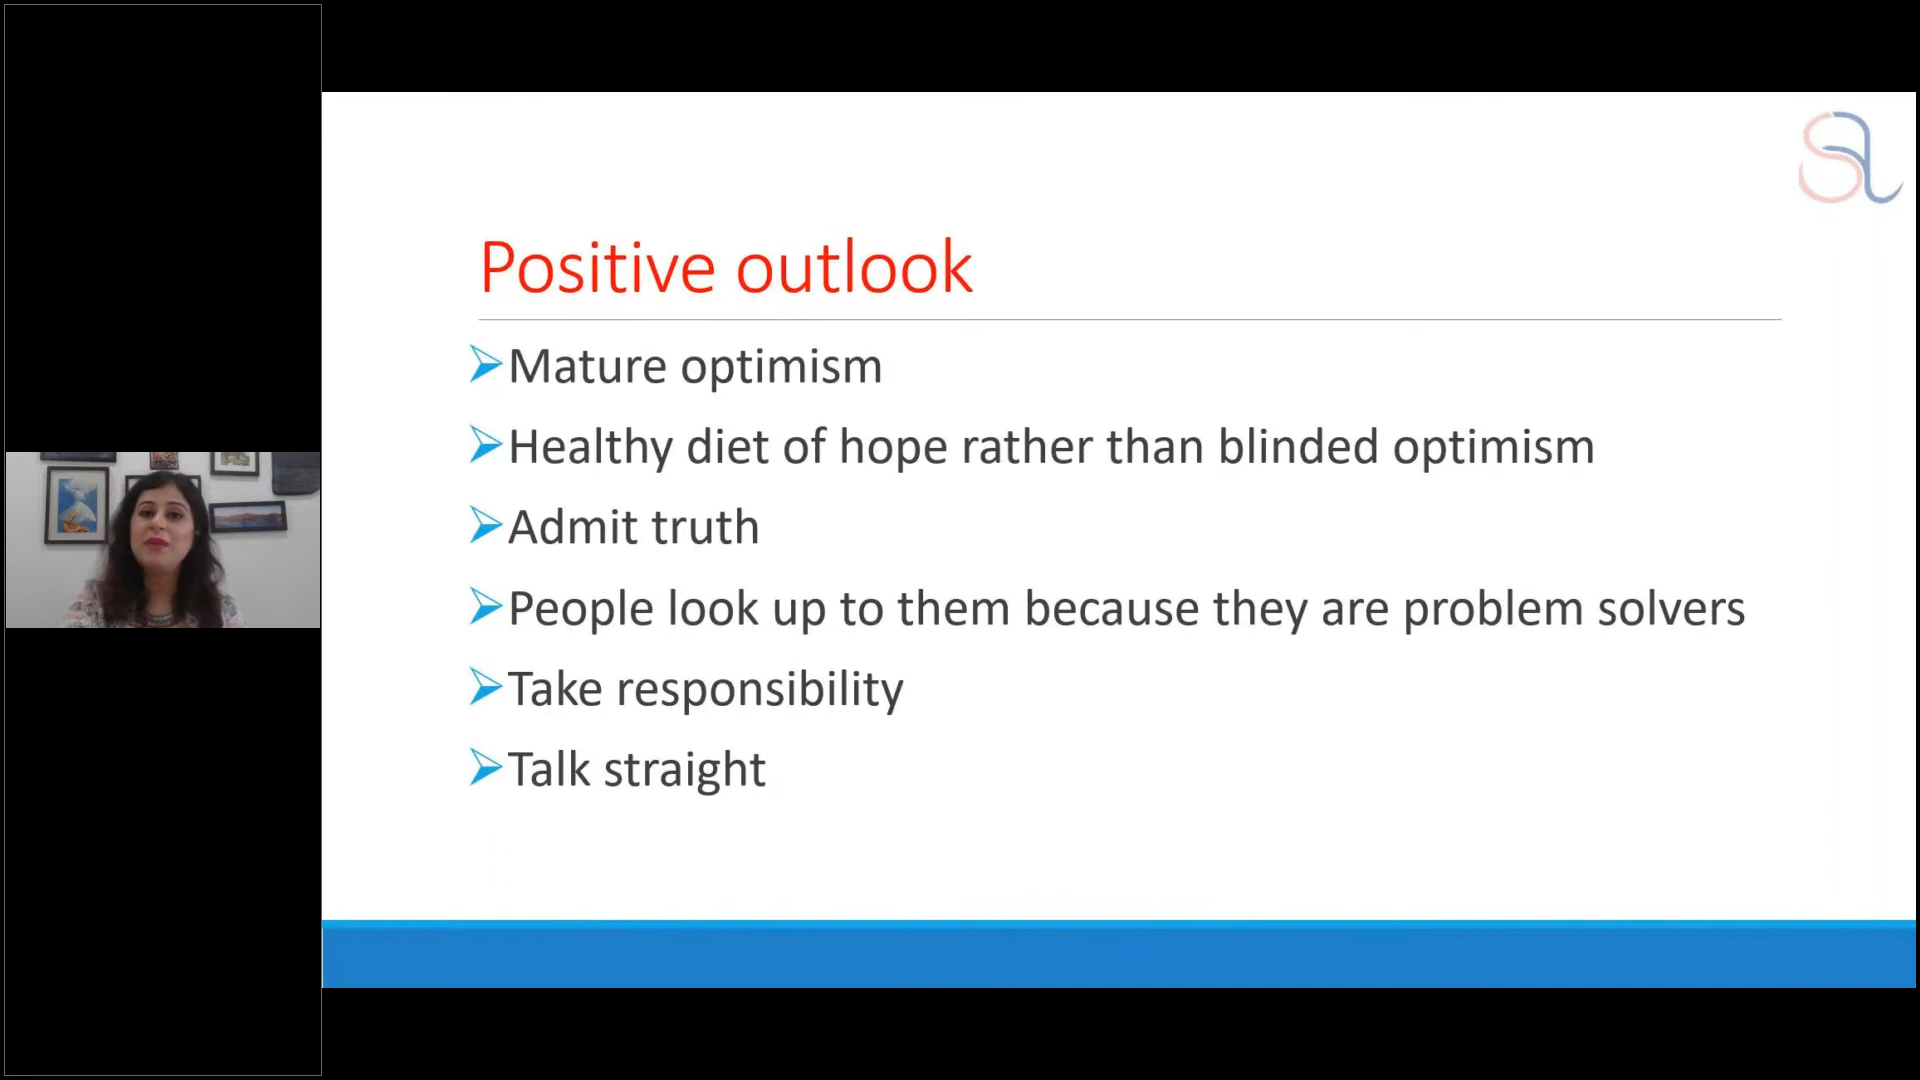 Positive outlook
Mature optimism
Healthy diet of hope rather than blinded optimism
Admit truth
People look up to them because they are problem solvers
Take responsibility
Talk straight